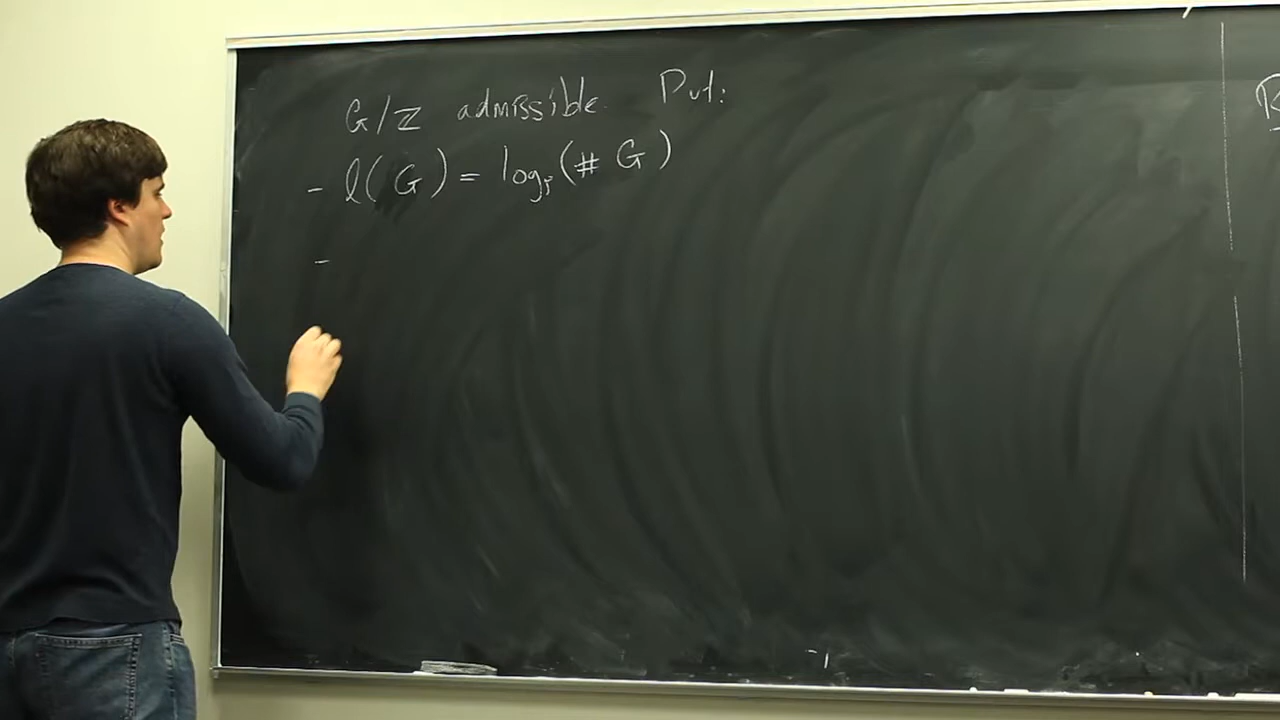 G/ℤ admissible. Put:
- l(G) = log_p(# G)
-